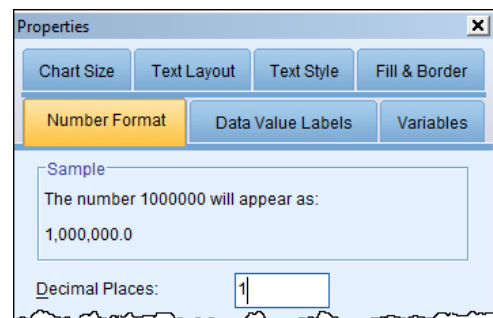 Properties
Chart Size Text Layout Text Style Fill & Border
Number Format Data Value Labels Variables
Sample
The number 1000000 will appear as:
1,000,000.0
Decimal Places: 1